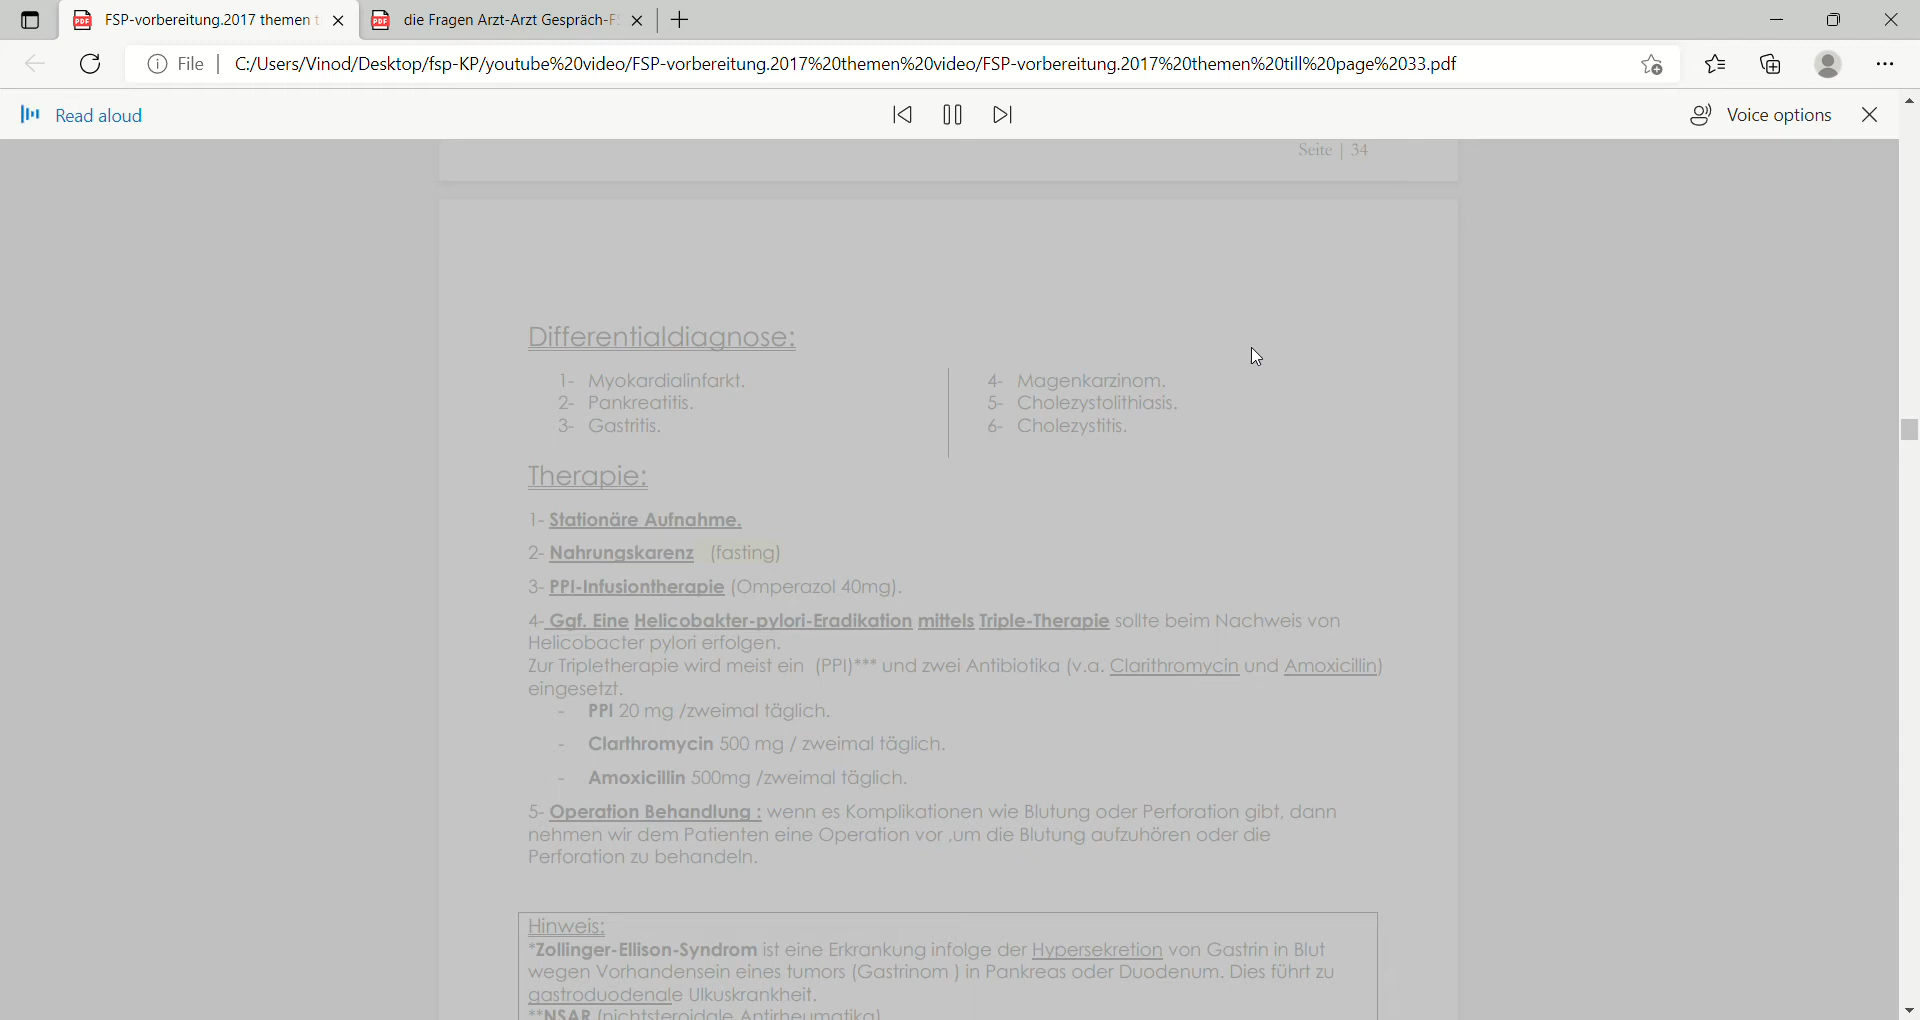 FSP-vorbereitung.2017 themen t
die Fragen Arzt-Arzt Gespräch-F
File
C:/Users/Vinod/Desktop/fsp-KP/youtube%20video/FSP-vorbereitung.2017%20themen%20video/FSP-vorbereitung.2017%20themen%20till%20page%2033.pdf
Read aloud
Voice options
Seite | 34
Differentialdiagnose:
1- Myokardialinfarkt.
2- Pankreatitis.
3- Gastritis.
4- Magenkarzinom.
5- Cholezystolithiasis.
6- Cholezystitis.
Therapie:
1- Stationäre Aufnahme.
2- Nahrungskarenz (fasting)
3- PPI-Infusiontherapie (Omperazol 40mg).
4- Ggf. Eine Helicobakter-pylori-Eradikation mittels Triple-Therapie sollte beim Nachweis von
Helicobacter pylori erfolgen.
Zur Tripletherapie wird meist ein (PPI)*** und zwei Antibiotika (v.a. Clarithromycin und Amoxicillin)
eingesetzt.
- PPI 20 mg /zweimal täglich.
- Clarthromycin 500 mg / zweimal täglich.
- Amoxicillin 500mg /zweimal täglich.
5- Operation Behandlung : wenn es Komplikationen wie Blutung oder Perforation gibt, dann
nehmen wir dem Patienten eine Operation vor ,um die Blutung aufzuhören oder die
Perforation zu behandeln.
Hinweis:
*Zollinger-Ellison-Syndrom ist eine Erkrankung infolge der Hypersekretion von Gastrin in Blut
wegen Vorhandensein eines tumors (Gastrinom ) in Pankreas oder Duodenum. Dies führt zu
gastroduodenale Ulkuskrankheit.
**NSAR (nichtsteroidale Antirheumatika)